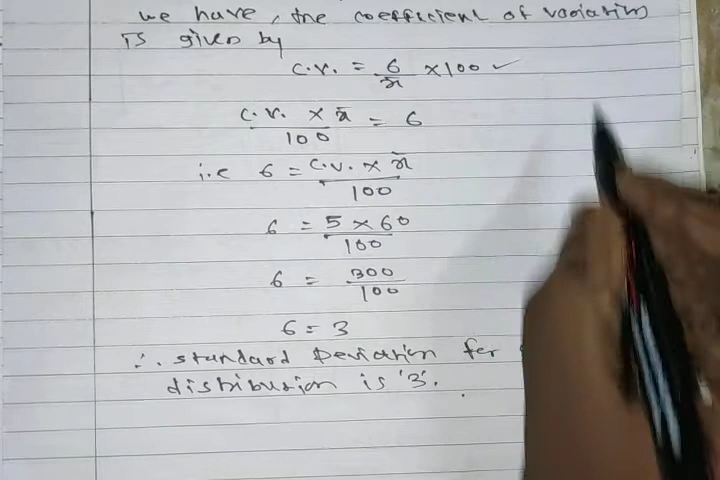 we have, the coefficient of variation
is given by
C.V. = σ/x̄ × 100 ✓
C.V. × x̄ / 100 = σ
i.e σ = C.V. × x̄ / 100
σ = 5 × 60 / 100
σ = 300 / 100
σ = 3
∴ standard Deviation for
distribution is '3'.